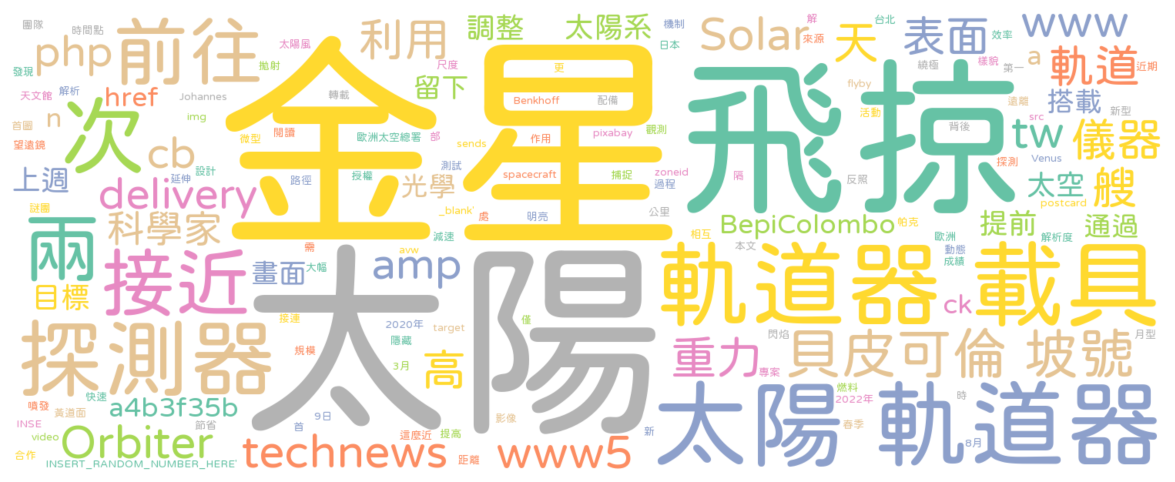 團隊
時間點
php
前往
太陽風
拋射
利用
尺度
調整
太陽系
機制
日本
Solar
天
解
來源
台北
效率
表面
www
樣貌
第一
a
軌道
近期
發現
天文館
解析
href
Johannes
img
轉載
留下
更
Benkhoff
配備
pixabay
觀測
繞極
flyby
活動
遠離
搭載
新型
首圖
n
望遠鏡
次
cb
微型
閱讀
歐洲太空總署
部
sends
作用
背後
src
tw
儀器
探測
Venus
上週
延伸
設計
delivery
路徑
授權
測試
光學
spacecraft
捕捉
zoneid
過程
隔
反照
太空
艘
謎團
科學家
_blank
處
明亮
公里
postcard
金星
飛掠
BepiColombo
帕克
提前
通過
兩
需
減速
相互
本文
歐洲
動態
解析度
成績
接近
畫面
大幅
avw
amp
軌道器
載具
目標
太陽
ck
探測器
接連
2020年
隱藏
target
僅
閃焰
月型
規模
3月
高
重力
專案
貝皮可倫坡號
快速
a4b3f35b
噴發
黃道面
節省
INSE
9日
首
影像
新
燃料
2022年
時
春季
video
Orbiter
這麼近
提高
太陽 軌道器
8月
合作
INSERT_RANDOM_NUMBER_HERE'
technews
距離
www5